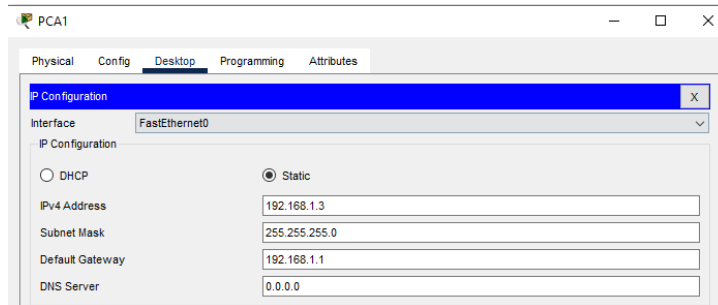 PCA1
Physical Config Desktop Programming Attributes
IP Configuration X
Interface FastEthernet0
IP Configuration
DHCP Static
IPv4 Address 192.168.1.3
Subnet Mask 255.255.255.0
Default Gateway 192.168.1.1
DNS Server 0.0.0.0